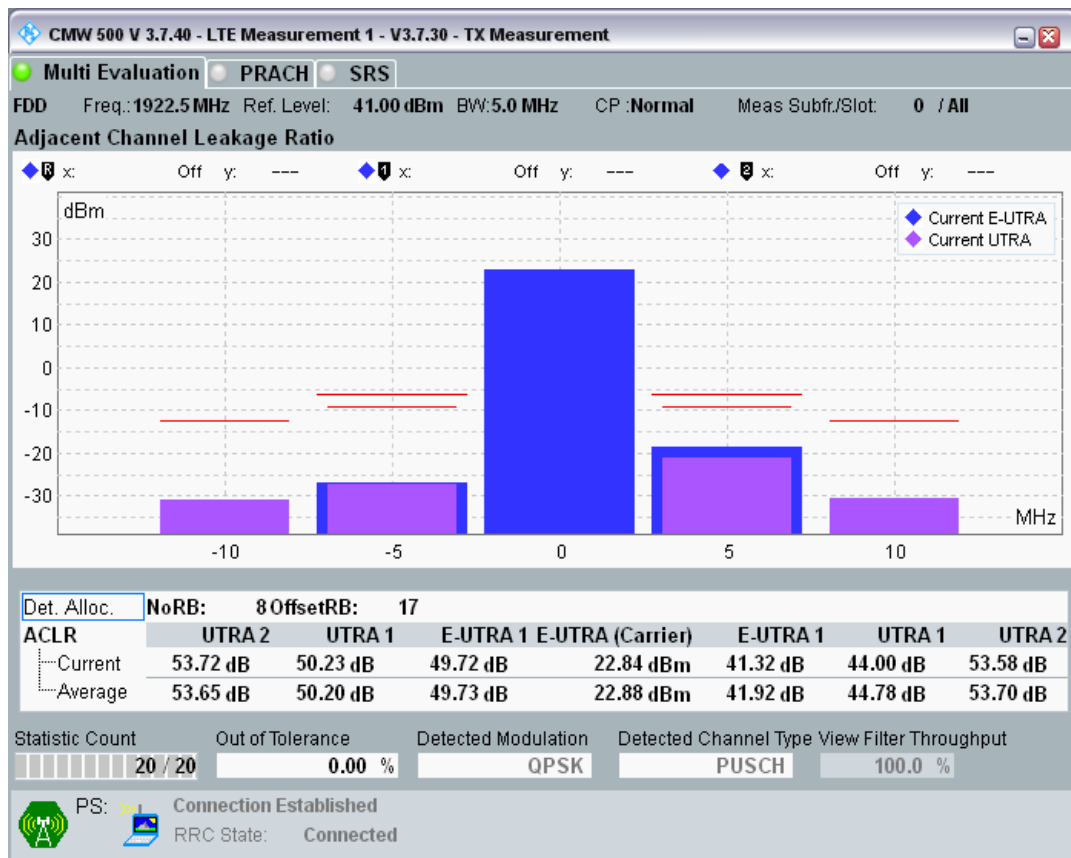 CMW 500 V 3.7.40 - LTE Measurement 1 - V3.7.30 - TX Measurement
Multi Evaluation PRACH SRS
FDD Freq.: 1922.5 MHz Ref. Level: 41.00 dBm BW: 5.0 MHz CP : Normal Meas Subfr./Slot: 0 / All
Adjacent Channel Leakage Ratio
R x: Off y: --- 1 x: Off y: --- 2 x: Off y: ---
dBm
Current E-UTRA
Current UTRA
30
20
10
0
-10
-20
-30
MHz
-10 -5 0 5 10
Det. Alloc. NoRB: 8 OffsetRB: 17
ACLR UTRA 2 UTRA 1 E-UTRA 1 E-UTRA (Carrier) E-UTRA 1 UTRA 1 UTRA 2
Current 53.72 dB 50.23 dB 49.72 dB 22.84 dBm 41.32 dB 44.00 dB 53.58 dB
Average 53.65 dB 50.20 dB 49.73 dB 22.88 dBm 41.92 dB 44.78 dB 53.70 dB
Statistic Count Out of Tolerance Detected Modulation Detected Channel Type View Filter Throughput
20 / 20 0.00 % QPSK PUSCH 100.0 %
PS: Connection Established
RRC State: Connected